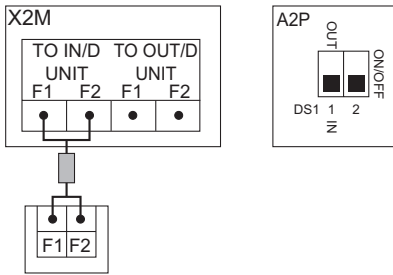 X2M
TO IN/D TO OUT/D
UNIT UNIT
F1 F2 F1 F2
F1 F2
A2P
OUT
ON/OFF
DS1 1 2
IN